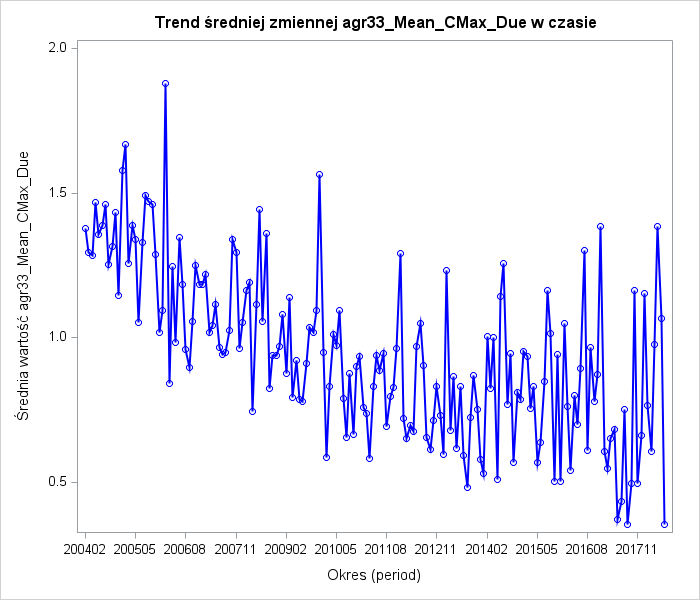 Trend średniej zmiennej agr33_Mean_CMax_Due w czasie
2.0
1.5
1.0
0.5
Średnia wartość agr33_Mean_CMax_Due
200402 200505 200608 200711 200902 201005 201108 201211 201402 201505 201608 201711
Okres (period)